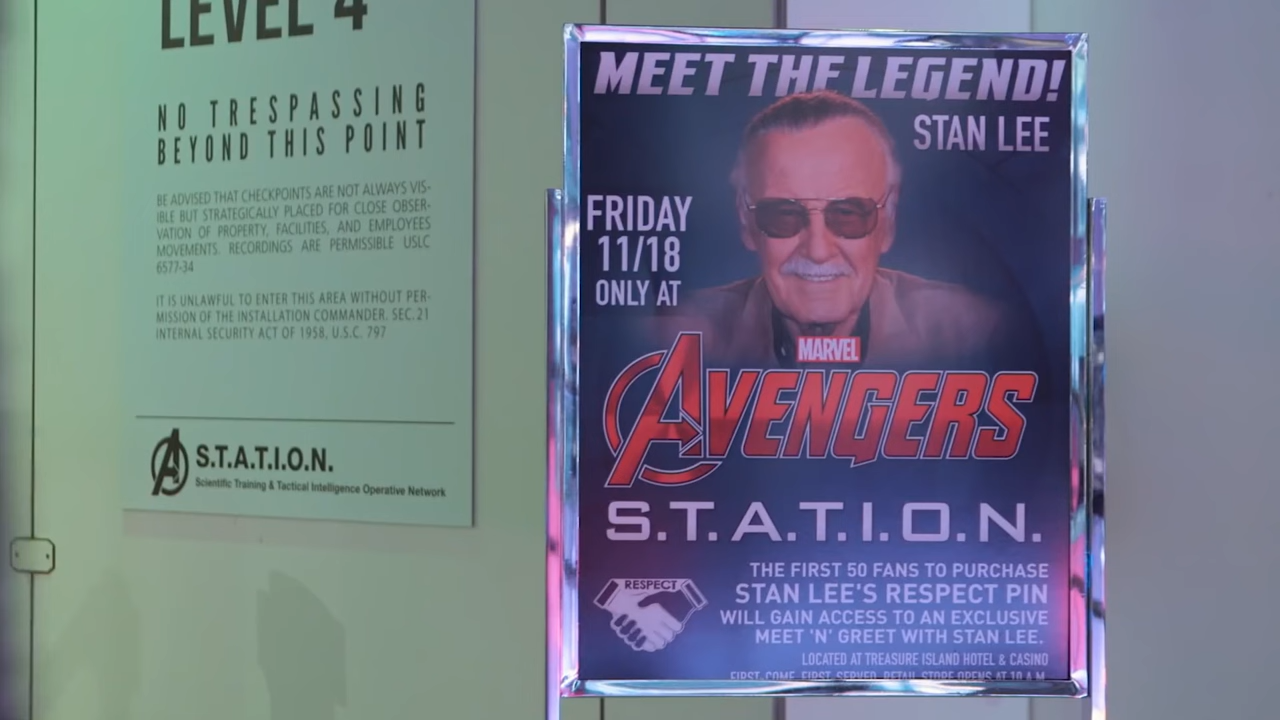 LEVEL 4
NO TRESPASSING
BEYOND THIS POINT
BE ADVISED THAT CHECKPOINTS ARE NOT ALWAYS VIS-
IBLE BUT STRATEGICALLY PLACED FOR CLOSE OBSER-
VATION OF PROPERTY, FACILITIES, AND EMPLOYEES
MOVEMENTS. RECORDINGS ARE PERMISSIBLE USLC
6577-34
IT IS UNLAWFUL TO ENTER THIS AREA WITHOUT PER-
MISSION OF THE INSTALLATION COMMANDER. SEC.21
INTERNAL SECURITY ACT OF 1958, U.S.C. 797
S.T.A.T.I.O.N.
Scientific Training & Tactical Intelligence Operative Network
MEET THE LEGEND!
STAN LEE
FRIDAY
11/18
ONLY AT
MARVEL
AVENGERS
S.T.A.T.I.O.N.
THE FIRST 50 FANS TO PURCHASE
STAN LEE'S RESPECT PIN
WILL GAIN ACCESS TO AN EXCLUSIVE
MEET 'N' GREET WITH STAN LEE.
RESPECT
LOCATED AT TREASURE ISLAND HOTEL & CASINO
FIRST COME, FIRST SERVED. RETAIL STORE OPENS AT 10 A.M.